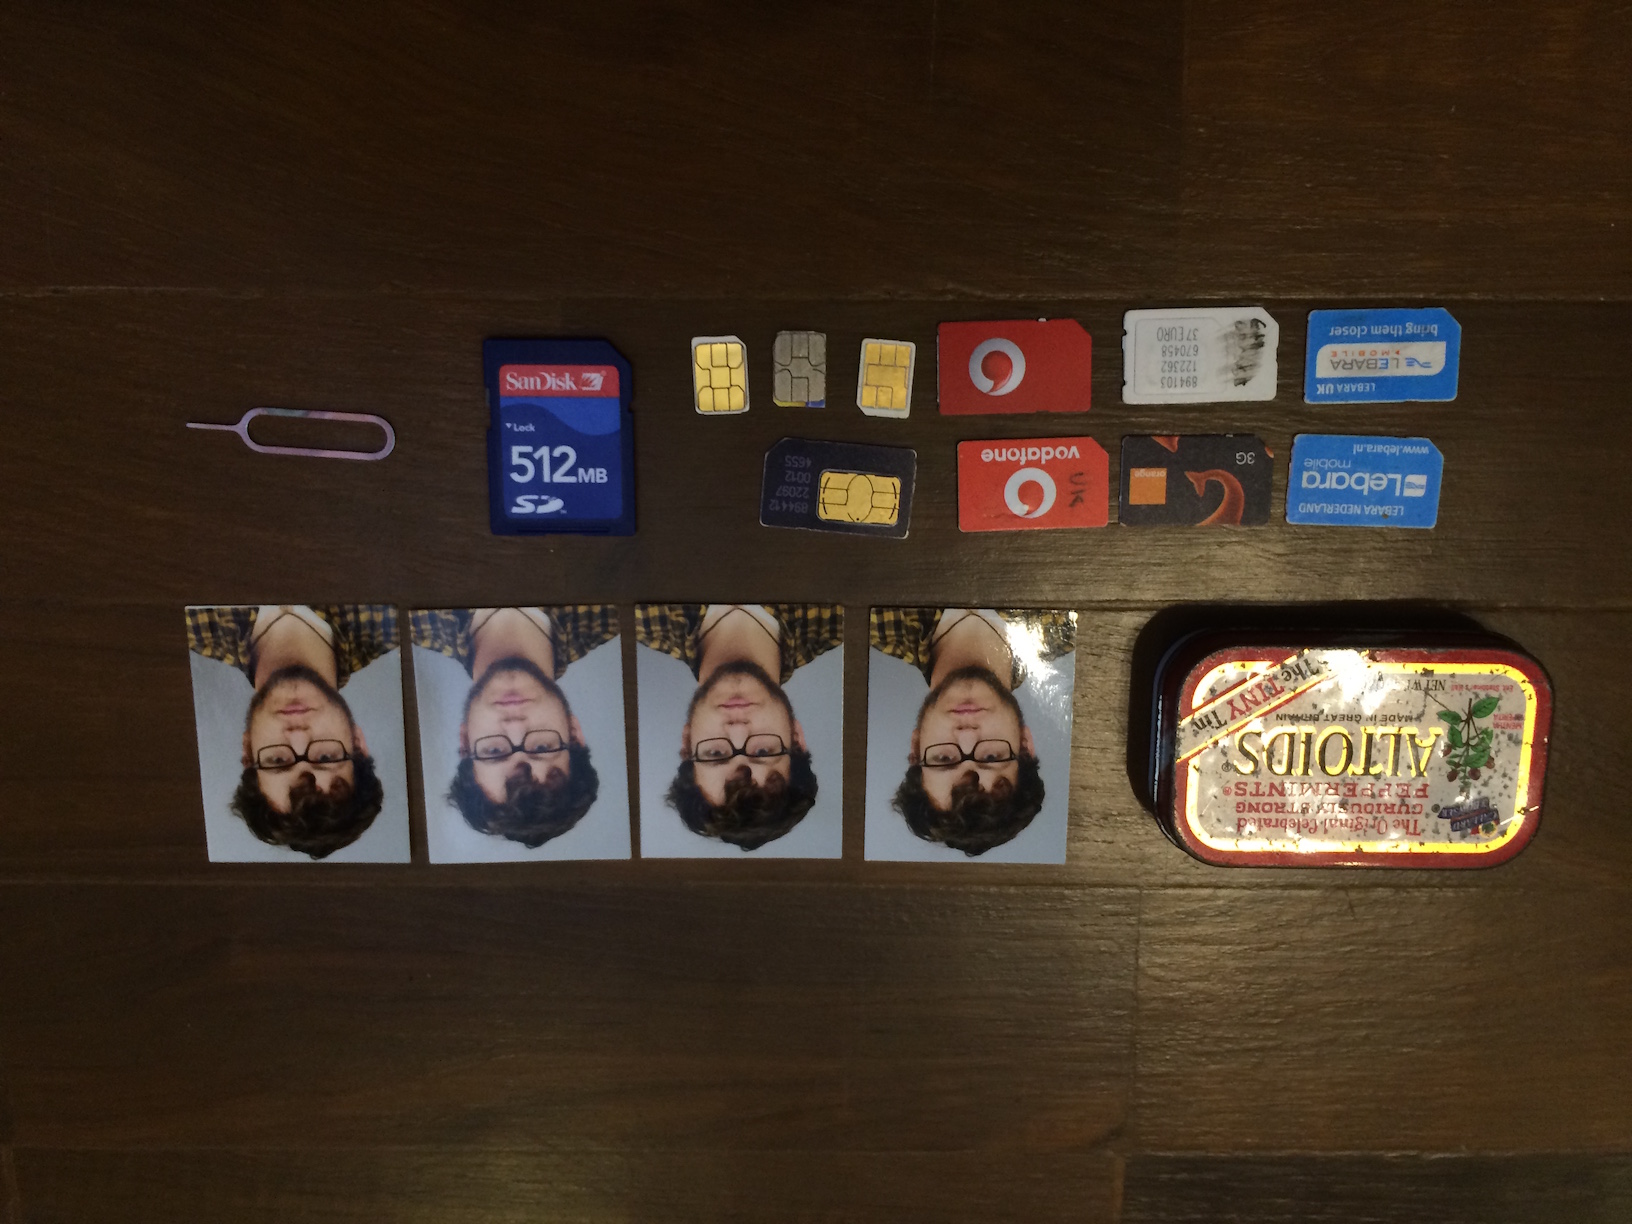 SanDisk
Lock
512MB
SD
37 EURO
670458
122362
894103
bring them closer
LEBARA
MOBILE
LEBARA UK
4655
0012
22097
894412
vodafone
UK
3G
orange
www.lebara.nl
Lebara
mobile
LEBARA NEDERLAND
The TINY Tin
MADE IN GREAT BRITAIN
ALTOIDS®
CURIOUSLY STRONG
PEPPERMINTS®
The Original Celebrated